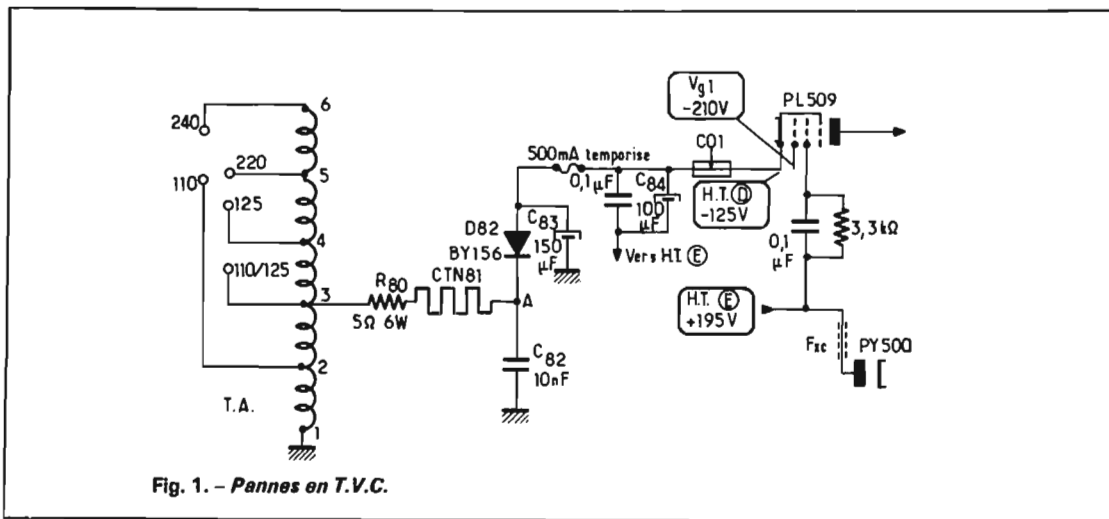 240
110
220
125
110/125
6
5
4
3
2
1
T.A.
R80
5Ω 6W
CTN81
A
C82
10nF
D82
BY156
C83
150
µF
500mA temporise
0,1µF
C84
100
µF
Vers H.T. Ⓔ
C01
Vg1
-210V
H.T. Ⓓ
-125V
PL509
0,1
µF
3,3kΩ
H.T. Ⓔ
+195V
Fxc
PY500
Fig. 1. – Pannes en T.V.C.